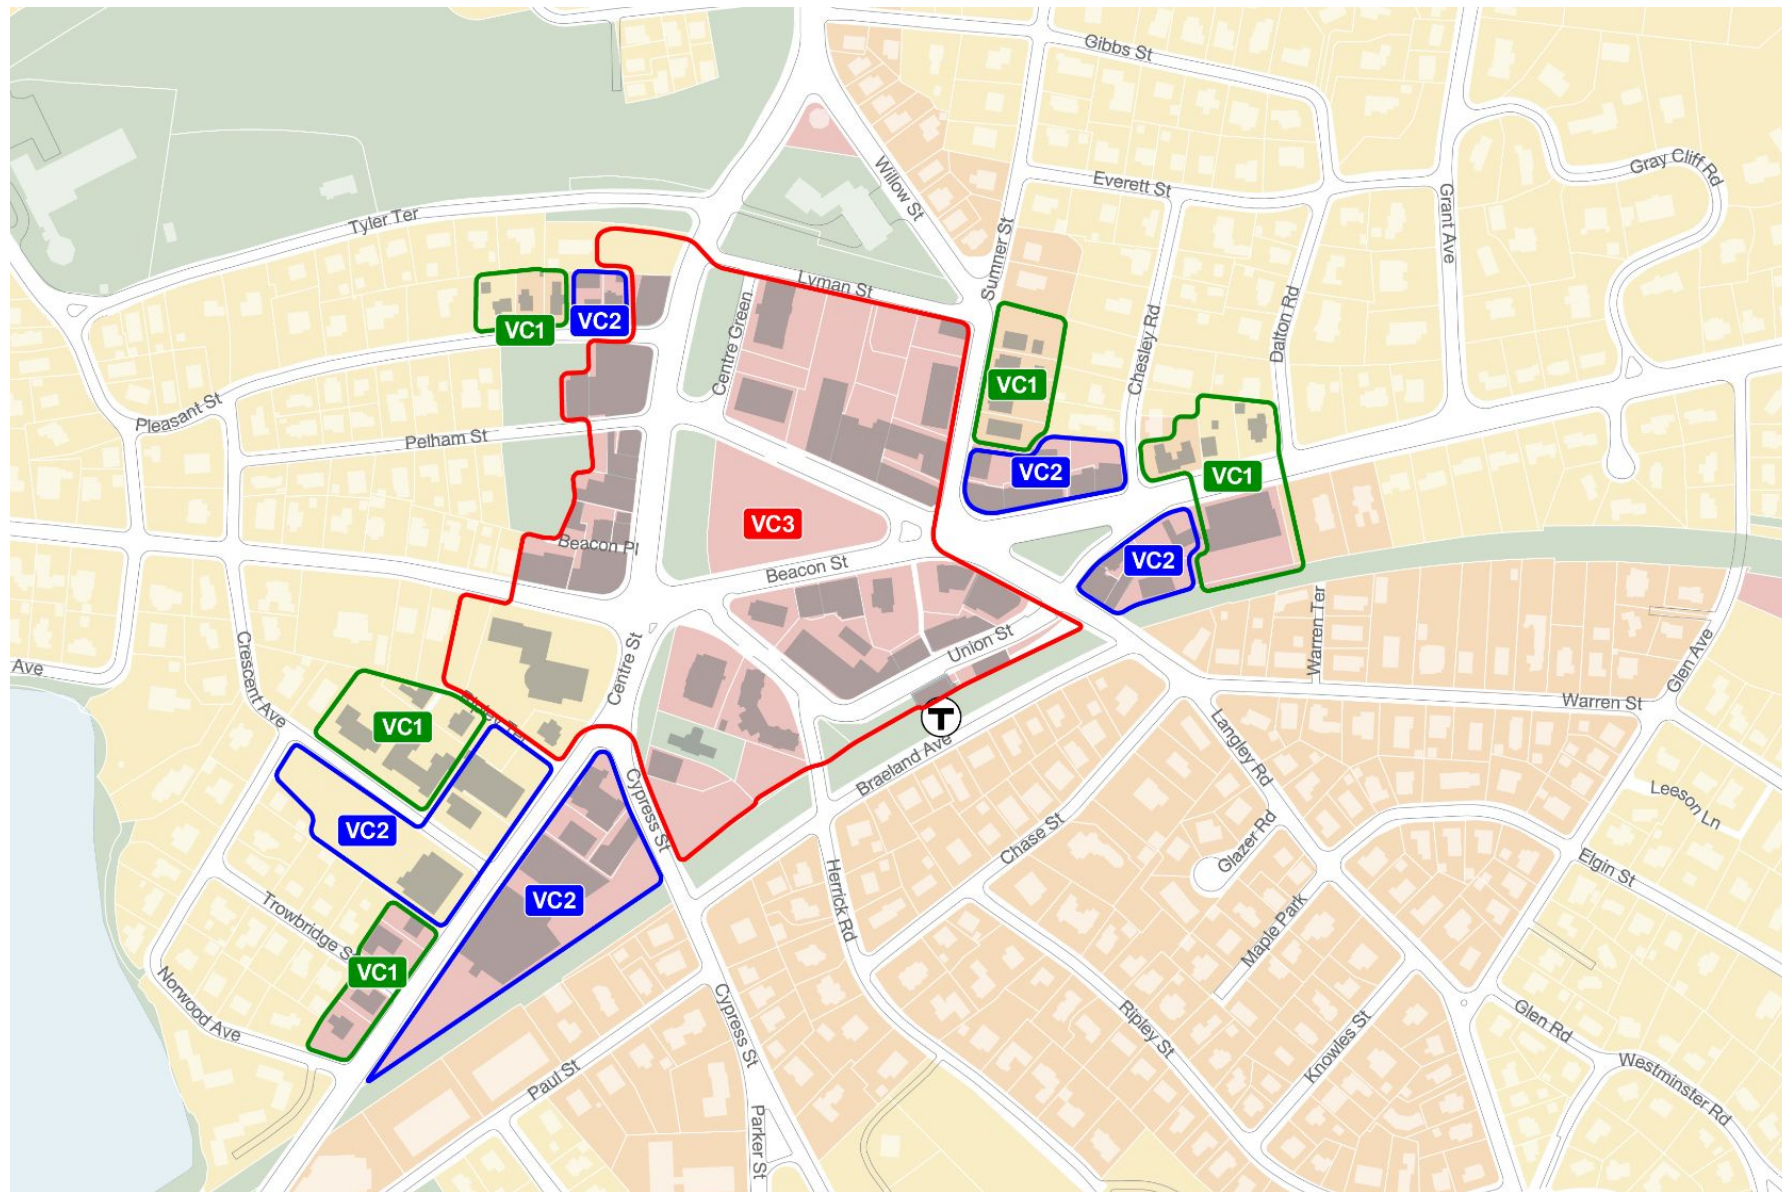 Gibbs St
Gray Cliff Rd
Willow St
Everett St
Grant Ave
Tyler Ter
Sumner St
Lyman St
Centre Green
Chesley Rd
Dalton Rd
VC1
VC2
VC1
Pleasant St
Pelham St
VC2
VC1
VC3
Beacon Pl
Beacon St
VC2
Union St
Warren Ter
Glen Ave
Ave
Crescent Ave
Centre St
Ripley Ter
VC1
T
Warren St
Langley Rd
Braeland Ave
Cypress St
VC2
Leeson Ln
Chase St
Glazer Rd
Elgin St
Herrick Rd
VC2
Maple Park
Trowbridge S
VC1
Norwood Ave
Cypress St
Ripley St
Knowles St
Glen Rd
Paul St
Westminster Rd
Parker St